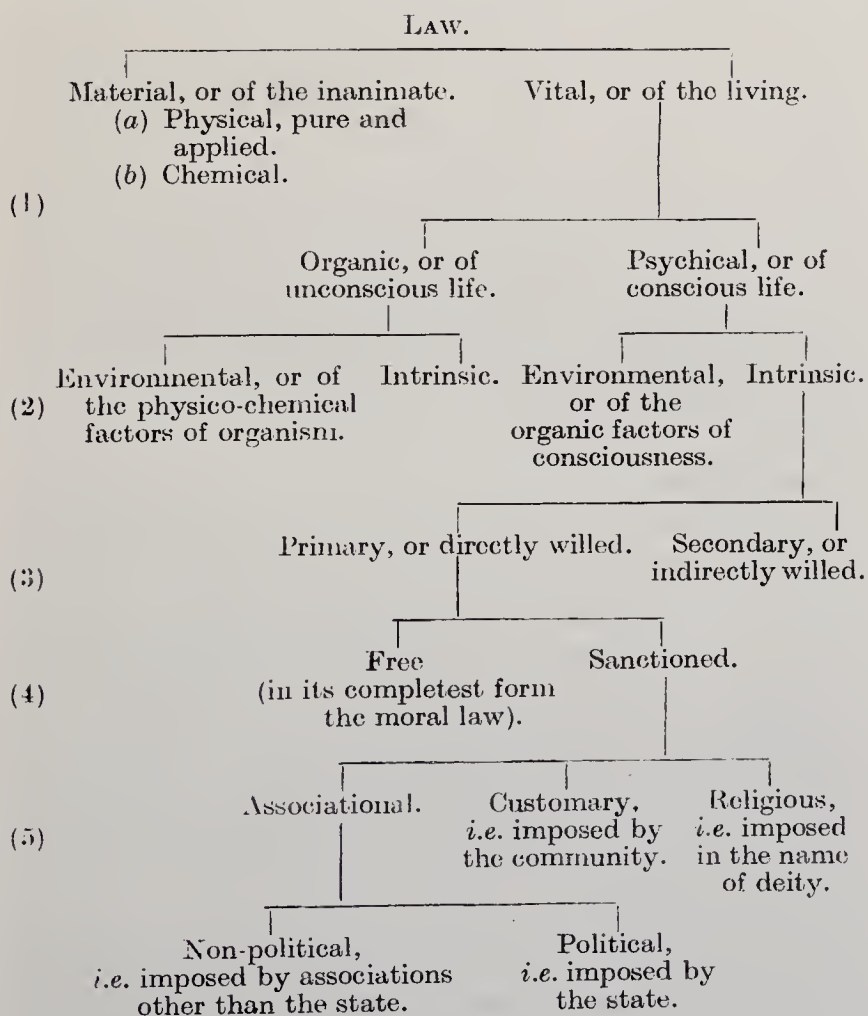 LAW.
Material, or of the inanimate. Vital, or of the living.
(a) Physical, pure and
applied.
(b) Chemical.
(1)
Organic, or of Psychical, or of
unconscious life. conscious life.
Environmental, or of Intrinsic. Environmental, Intrinsic.
(2) the physico-chemical or of the
factors of organism. organic factors of
consciousness.
Primary, or directly willed. Secondary, or
(3) indirectly willed.
Free Sanctioned.
(4) (in its completest form
the moral law).
Associational. Customary, Religious,
(5) i.e. imposed by i.e. imposed
the community. in the name
of deity.
Non-political, Political,
i.e. imposed by associations i.e. imposed by
other than the state. the state.